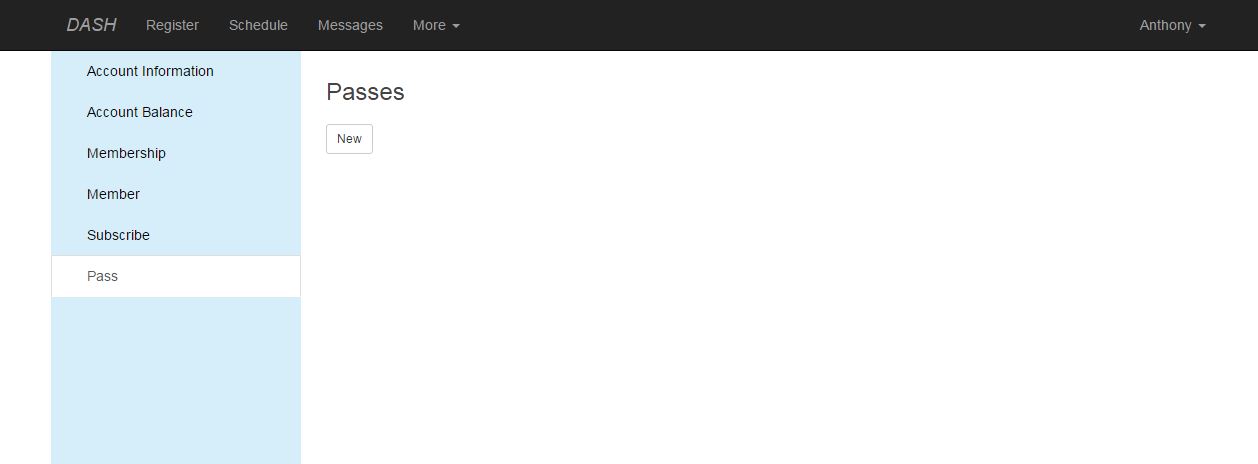 DASH Register Schedule Messages More Anthony
Account Information
Account Balance
Membership
Member
Subscribe
Pass
Passes
New